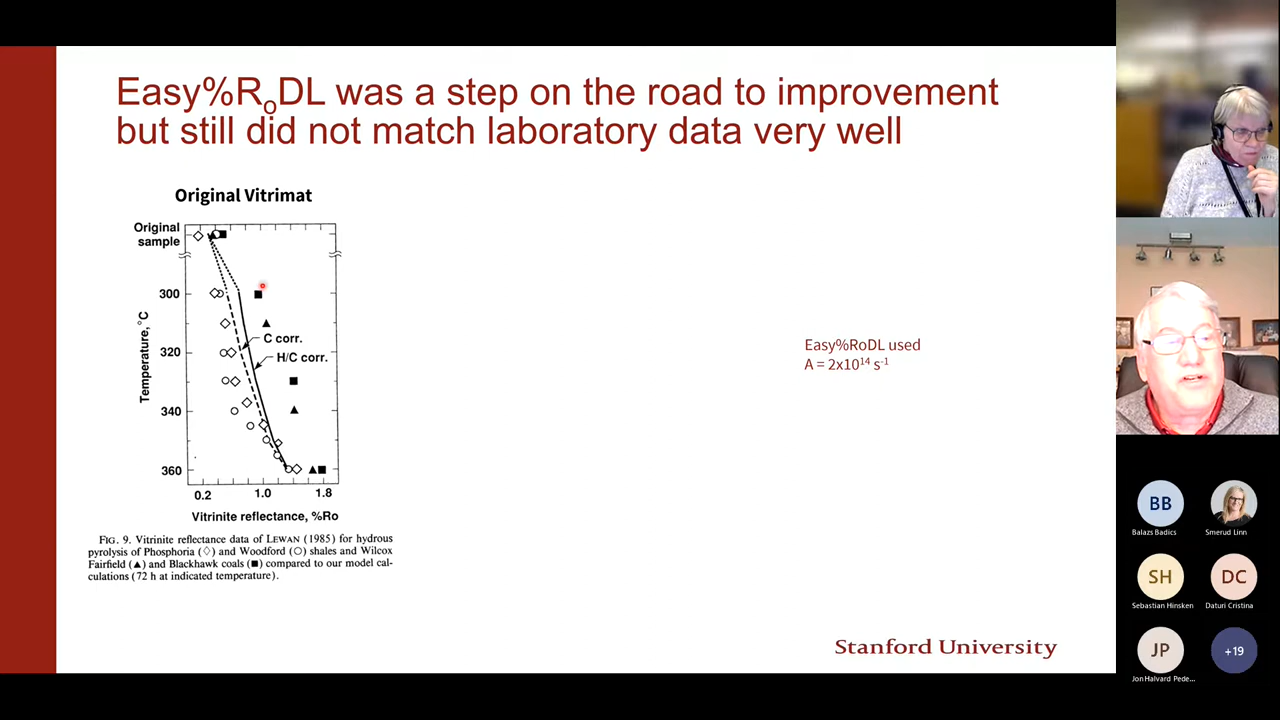 Easy%RoDL was a step on the road to improvement
but still did not match laboratory data very well
Original Vitrimat
Original
sample
300
320
340
360
Temperature, °C
C corr.
H/C corr.
0.2 1.0 1.8
Vitrinite reflectance, %Ro
FIG. 9. Vitrinite reflectance data of LEWAN (1985) for hydrous
pyrolysis of Phosphoria (◇) and Woodford (○) shales and Wilcox
Fairfield (▲) and Blackhawk coals (■) compared to our model cal-
culations (72 h at indicated temperature).
Easy%RoDL used
A = 2x10¹⁴ s⁻¹
Stanford University
BB
Balazs Badics
Smerud Linn
SH
Sebastian Hinsken
DC
Daturi Cristina
JP
Jon Halvard Pede...
+19